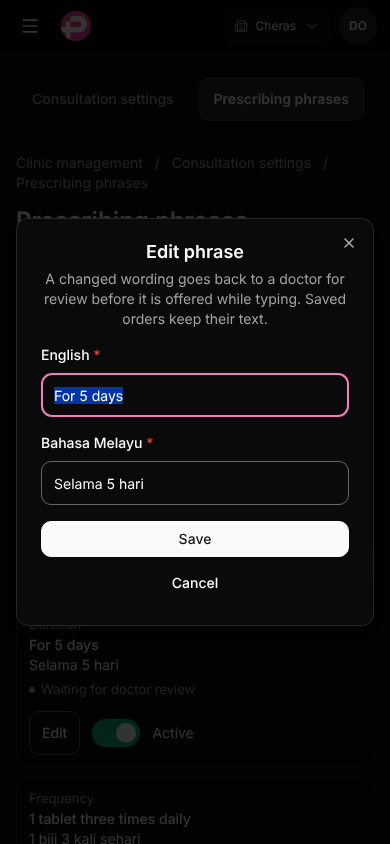 Cheras
DO
Consultation settings
Prescribing phrases
Clinic management / Consultation settings /
Prescribing phrases
Prescribing phrases
Edit phrase
A changed wording goes back to a doctor for
review before it is offered while typing. Saved
orders keep their text.
English *
For 5 days
Bahasa Melayu *
Selama 5 hari
Save
Cancel
Duration
For 5 days
Selama 5 hari
Waiting for doctor review
Edit
Active
Frequency
1 tablet three times daily
1 biji 3 kali sehari